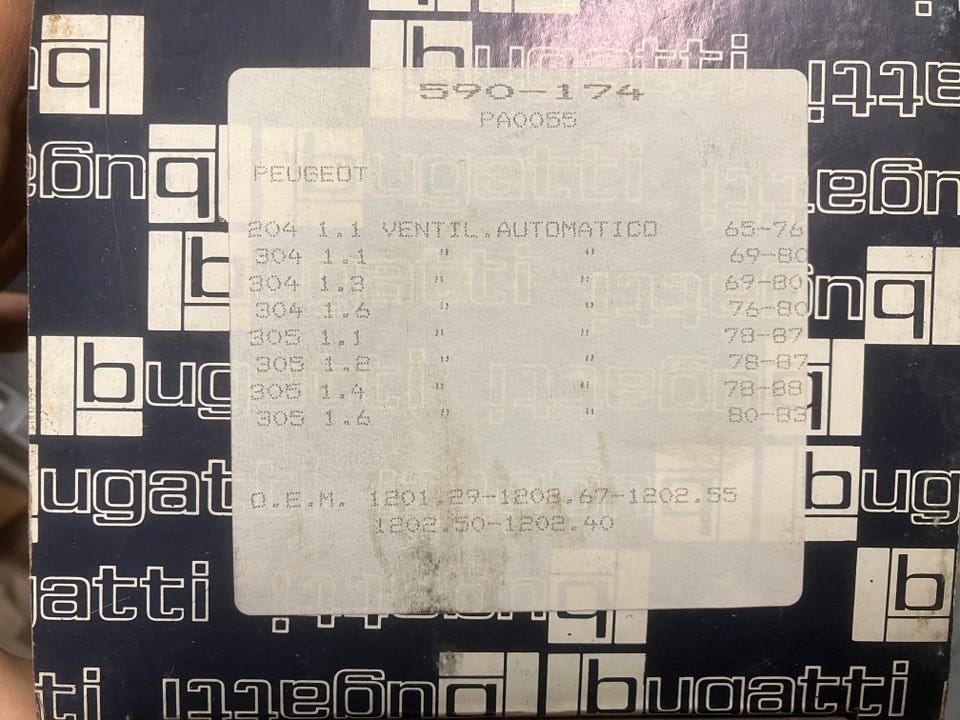 bugatti
590-174
PA0055
PEUGEOT
204 1.1 VENTIL.AUTOMATICO 65-76
304 1.1 " " 69-80
304 1.3 " " 69-80
304 1.6 " " 76-80
305 1.1 " " 78-87
305 1.2 " " 78-87
305 1.4 " " 78-88
305 1.6 " " 80-83
O.E.M. 1201.29-1202.67-1202.55
1202.50-1202.40
bugatti
bugatti